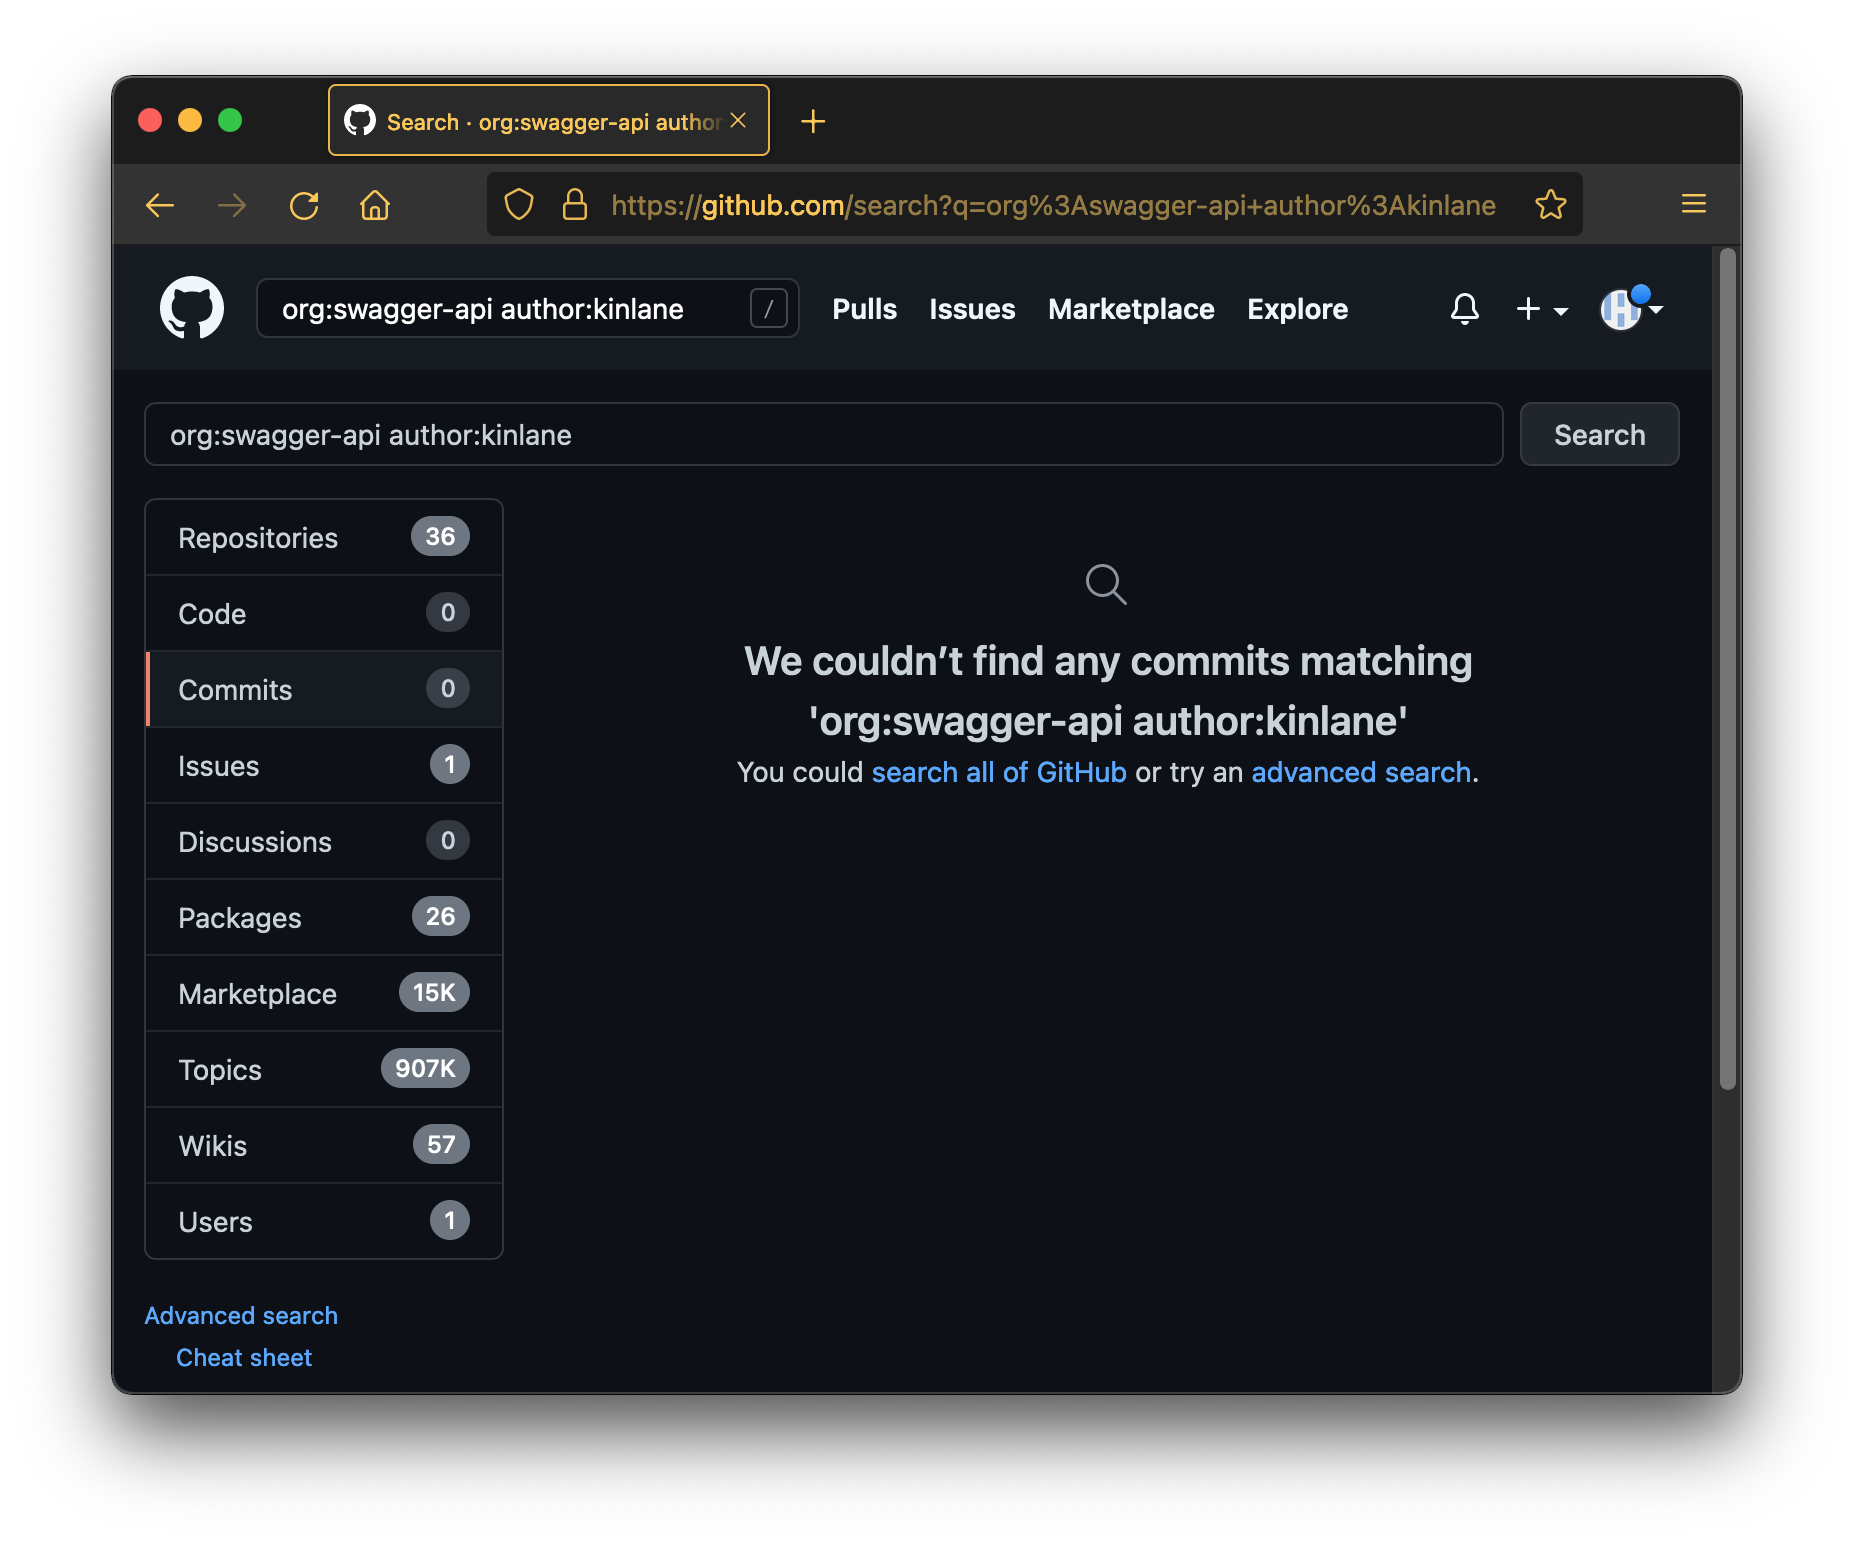 Search · org:swagger-api author
https://github.com/search?q=org%3Aswagger-api+author%3Akinlane
org:swagger-api author:kinlane / Pulls Issues Marketplace Explore
org:swagger-api author:kinlane Search
Repositories 36
Code 0
Commits 0
Issues 1
Discussions 0
Packages 26
Marketplace 15K
Topics 907K
Wikis 57
Users 1
Advanced search
Cheat sheet
We couldn’t find any commits matching
'org:swagger-api author:kinlane'
You could search all of GitHub or try an advanced search.